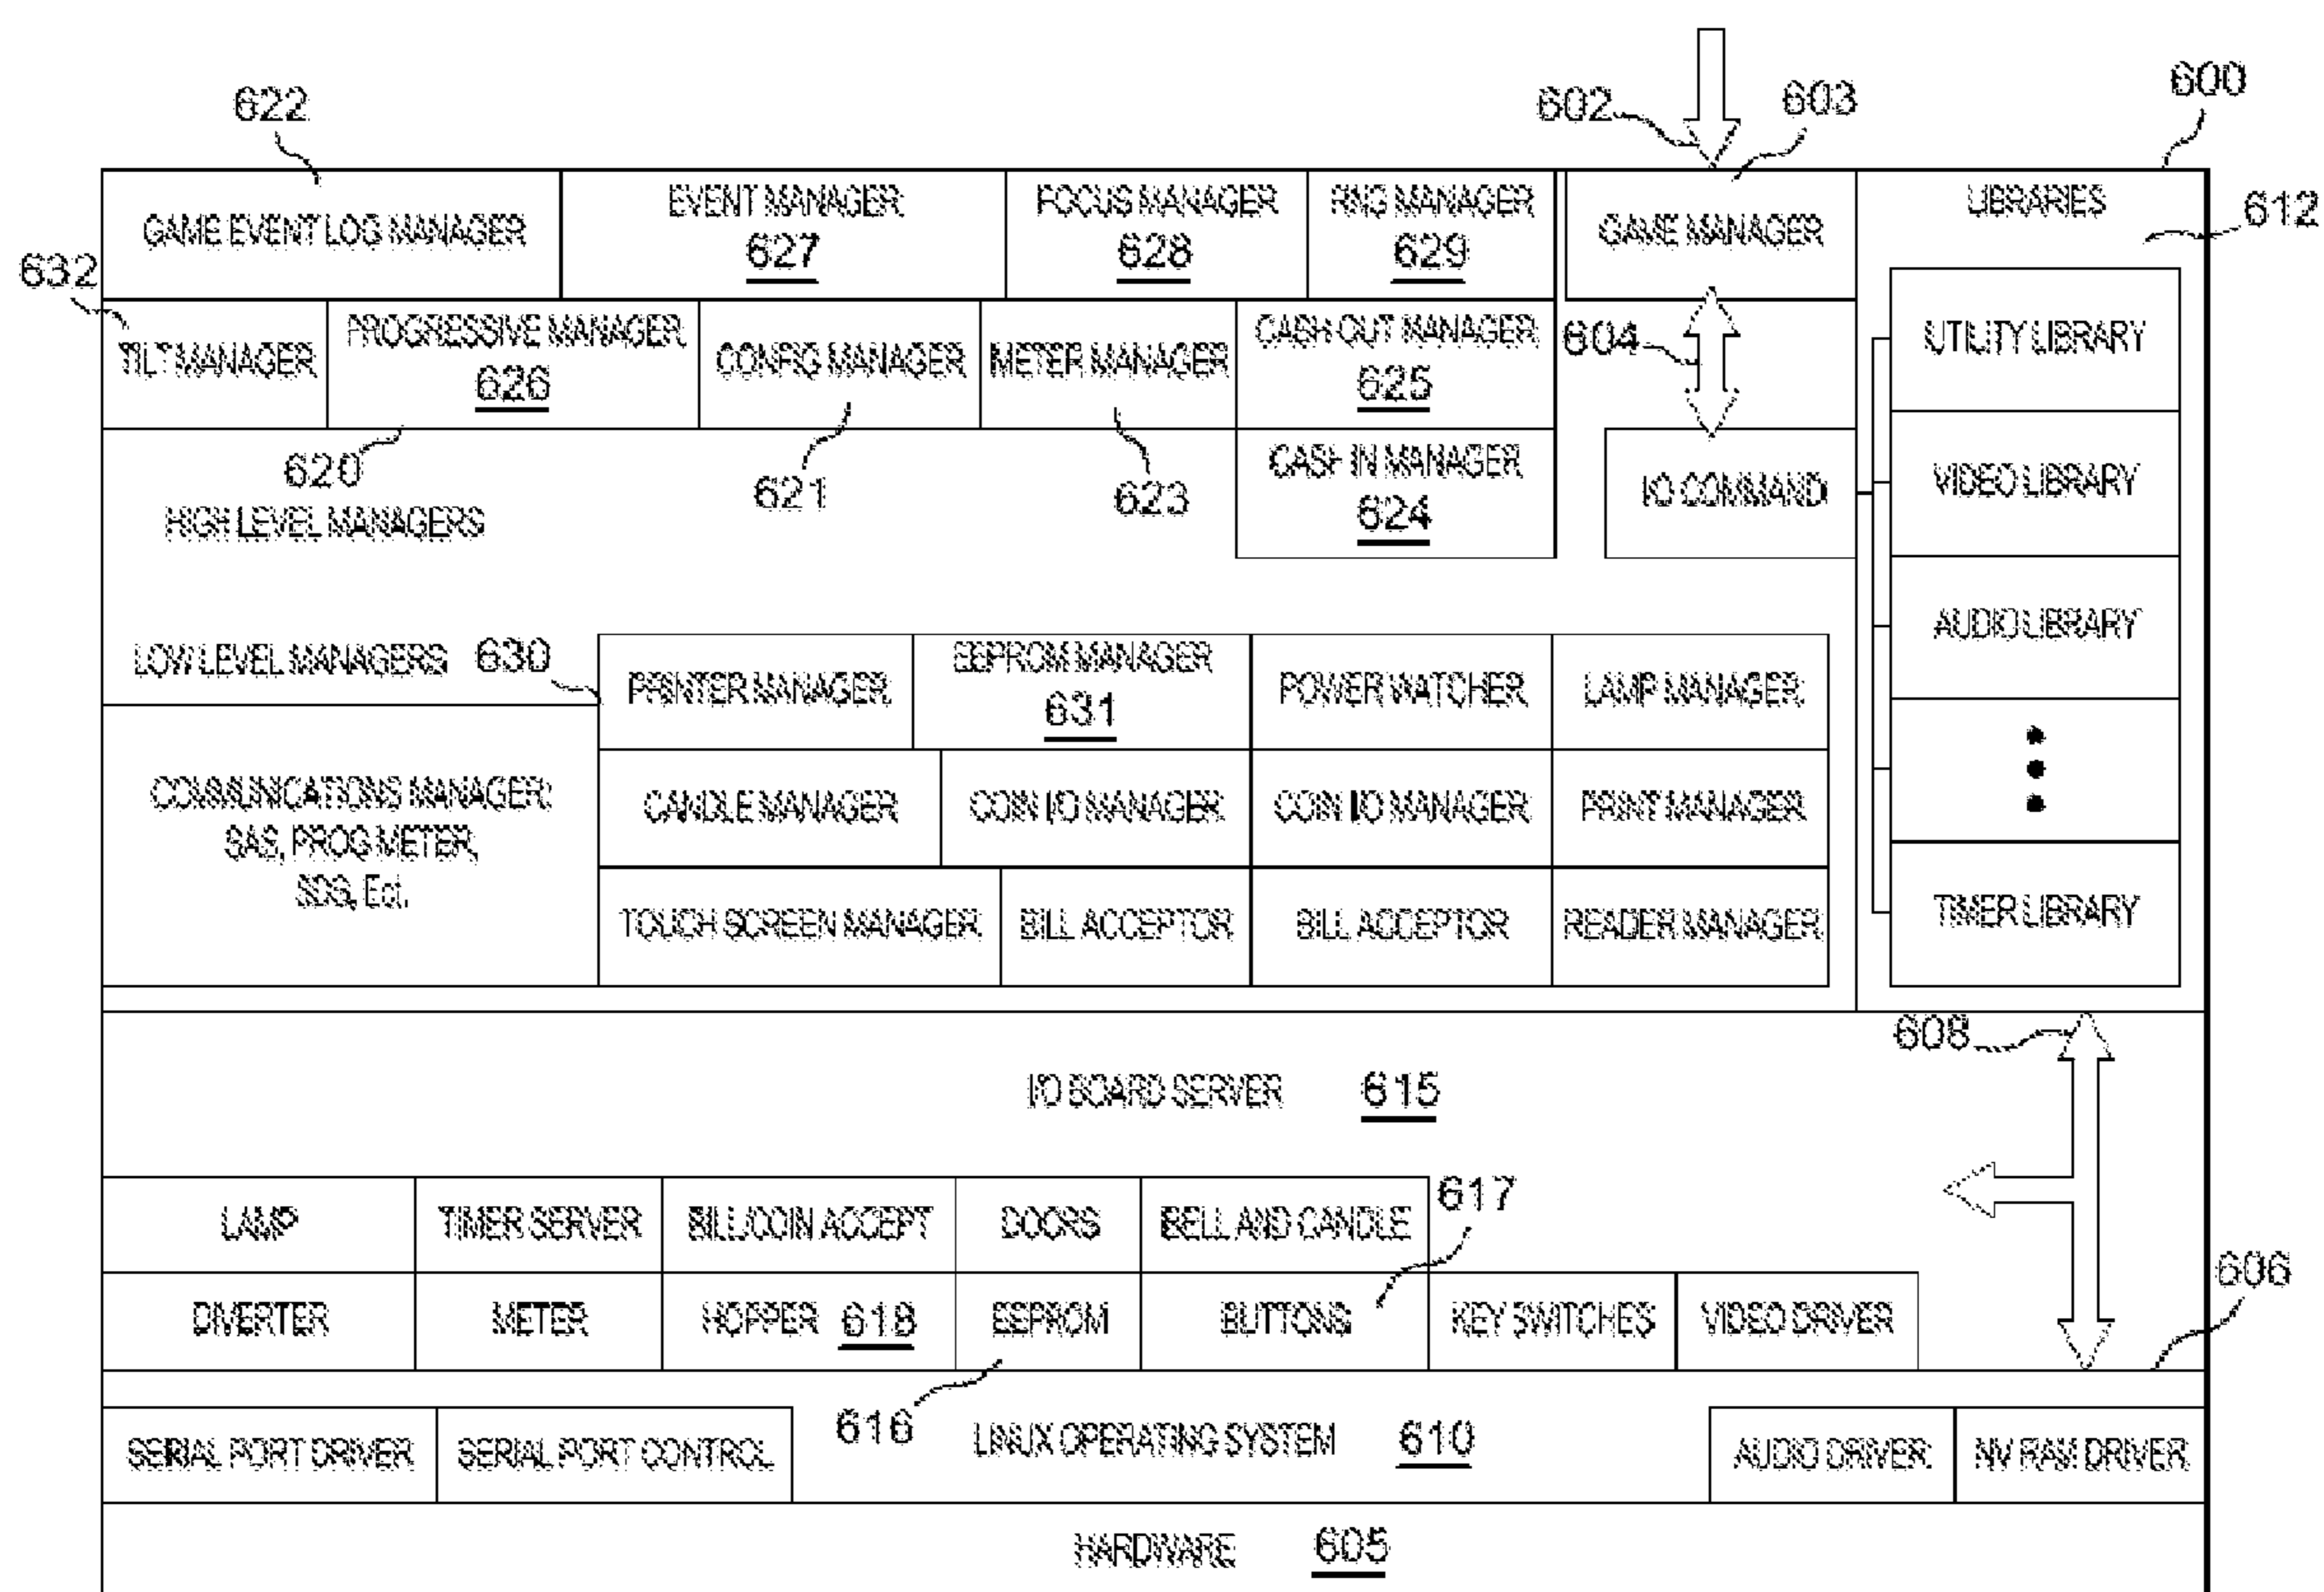 622
602
603
600
GAME EVENT LOG MANAGER
EVENT MANAGER
627
FOCUS MANAGER
628
RNG MANAGER
629
GAME MANAGER
LIBRARIES
612
632
TILT MANAGER
PROGRESSIVE MANAGER
626
CONFIG MANAGER
METER MANAGER
CASH OUT MANAGER
625
604
UTILITY LIBRARY
620
621
623
CASH IN MANAGER
624
I/O COMMAND
VIDEO LIBRARY
HIGH LEVEL MANAGERS
AUDIO LIBRARY
LOW LEVEL MANAGERS
630
PRINTER MANAGER
EEPROM MANAGER
631
POWER WATCHER
LAMP MANAGER
COMMUNICATIONS MANAGER:
SAS, PROG METER,
SDS, Ect.
CANDLE MANAGER
COIN I/O MANAGER
COIN I/O MANAGER
PRINT MANAGER
TOUCH SCREEN MANAGER
BILL ACCEPTOR
BILL ACCEPTOR
READER MANAGER
TIMER LIBRARY
608
I/O BOARD SERVER 615
617
LAMP
TIMER SERVER
BILL/COIN ACCEPT
DOORS
BELL AND CANDLE
606
DIVERTER
METER
HOPPER 618
EEPROM
BUTTONS
KEY SWITCHES
VIDEO DRIVER
616
SERIAL PORT DRIVER
SERIAL PORT CONTROL
LINUX OPERATING SYSTEM 610
AUDIO DRIVER
NV RAM DRIVER
HARDWARE 605